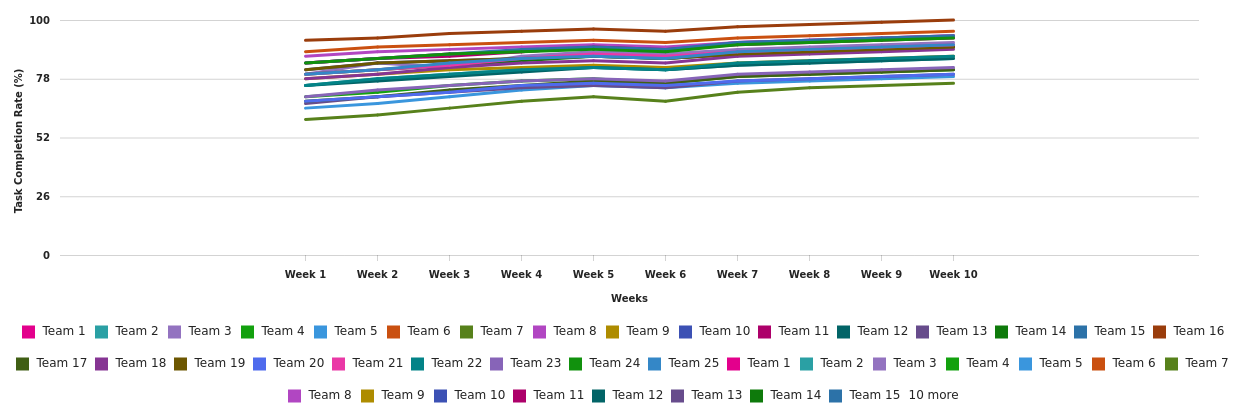 100
78
52
26
0
Task Completion Rate (%)
Week 1 Week 2 Week 3 Week 4 Week 5 Week 6 Week 7 Week 8 Week 9 Week 10
Weeks
Team 1 Team 2 Team 3 Team 4 Team 5 Team 6 Team 7 Team 8 Team 9 Team 10 Team 11 Team 12 Team 13 Team 14 Team 15 Team 16
Team 17 Team 18 Team 19 Team 20 Team 21 Team 22 Team 23 Team 24 Team 25 Team 1 Team 2 Team 3 Team 4 Team 5 Team 6 Team 7
Team 8 Team 9 Team 10 Team 11 Team 12 Team 13 Team 14 Team 15 10 more